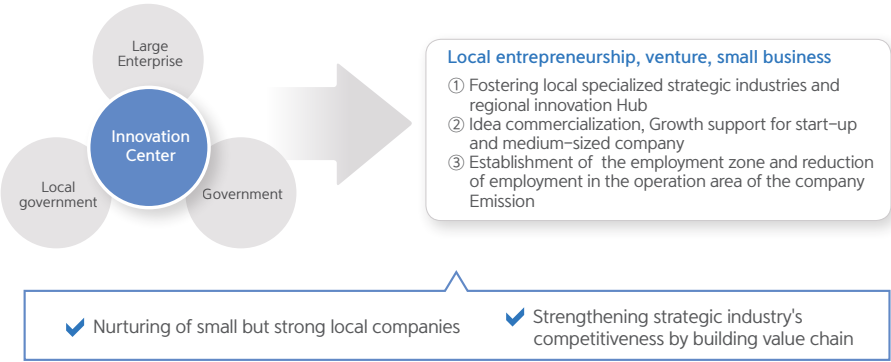 Large
Enterprise
Innovation
Center
Local
government
Government
Local entrepreneurship, venture, small business
① Fostering local specialized strategic industries and
regional innovation Hub
② Idea commercialization, Growth support for start-up
and medium-sized company
③ Establishment of the employment zone and reduction
of employment in the operation area of the company
Emission
Nurturing of small but strong local companies
Strengthening strategic industry's
competitiveness by building value chain